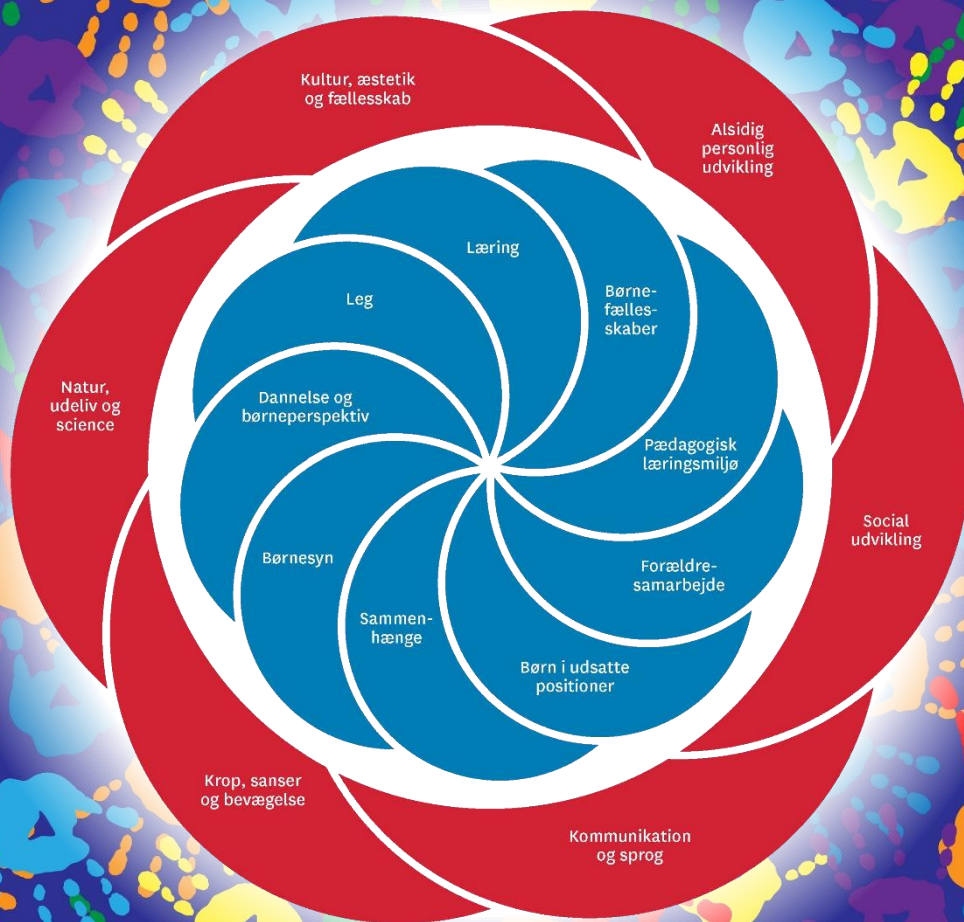 Kultur, æstetik
og fællesskab
Alsidig
personlig
udvikling
Læring
Børne-
fælles-
skaber
Leg
Natur,
udeliv og
science
Dannelse og
børneperspektiv
Pædagogisk
læringsmiljø
Social
udvikling
Børnesyn
Forældre-
samarbejde
Sammen-
hænge
Børn i udsatte
positioner
Krop, sanser
og bevægelse
Kommunikation
og sprog